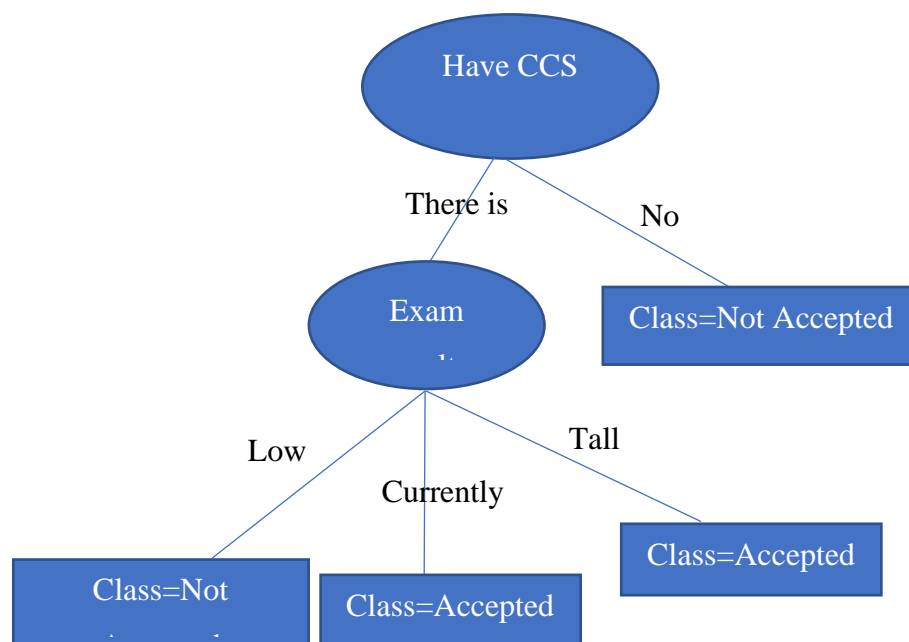 Have CCS
There is
No
Exam
Class=Not Accepted
Low
Tall
Currently
Class=Accepted
Class=Not
Class=Accepted